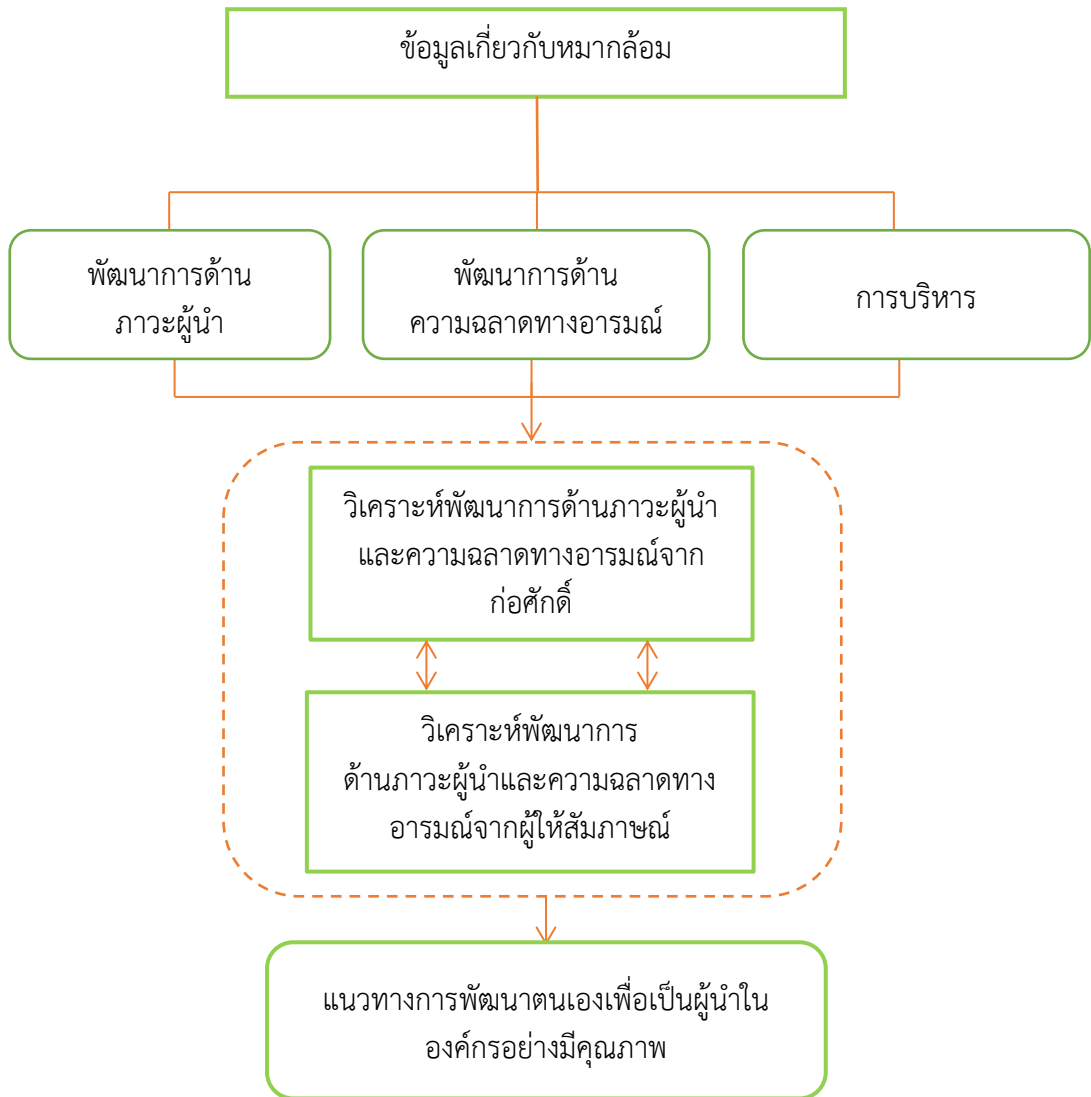 ข้อมูลเกี่ยวกับหมากล้อม
พัฒนาการด้าน
ภาวะผู้นำ
พัฒนาการด้าน
ความฉลาดทางอารมณ์
การบริหาร
วิเคราะห์พัฒนาการด้านภาวะผู้นำ
และความฉลาดทางอารมณ์จาก
ก่อศักดิ์
วิเคราะห์พัฒนาการ
ด้านภาวะผู้นำและความฉลาดทาง
อารมณ์จากผู้ให้สัมภาษณ์
แนวทางการพัฒนาตนเองเพื่อเป็นผู้นำใน
องค์กรอย่างมีคุณภาพ